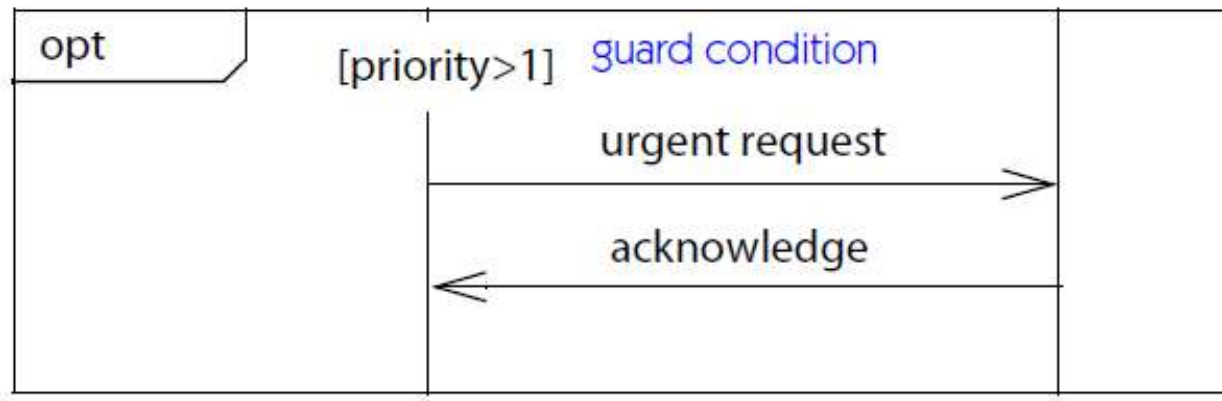 opt
[priority>1] guard condition
urgent request
acknowledge